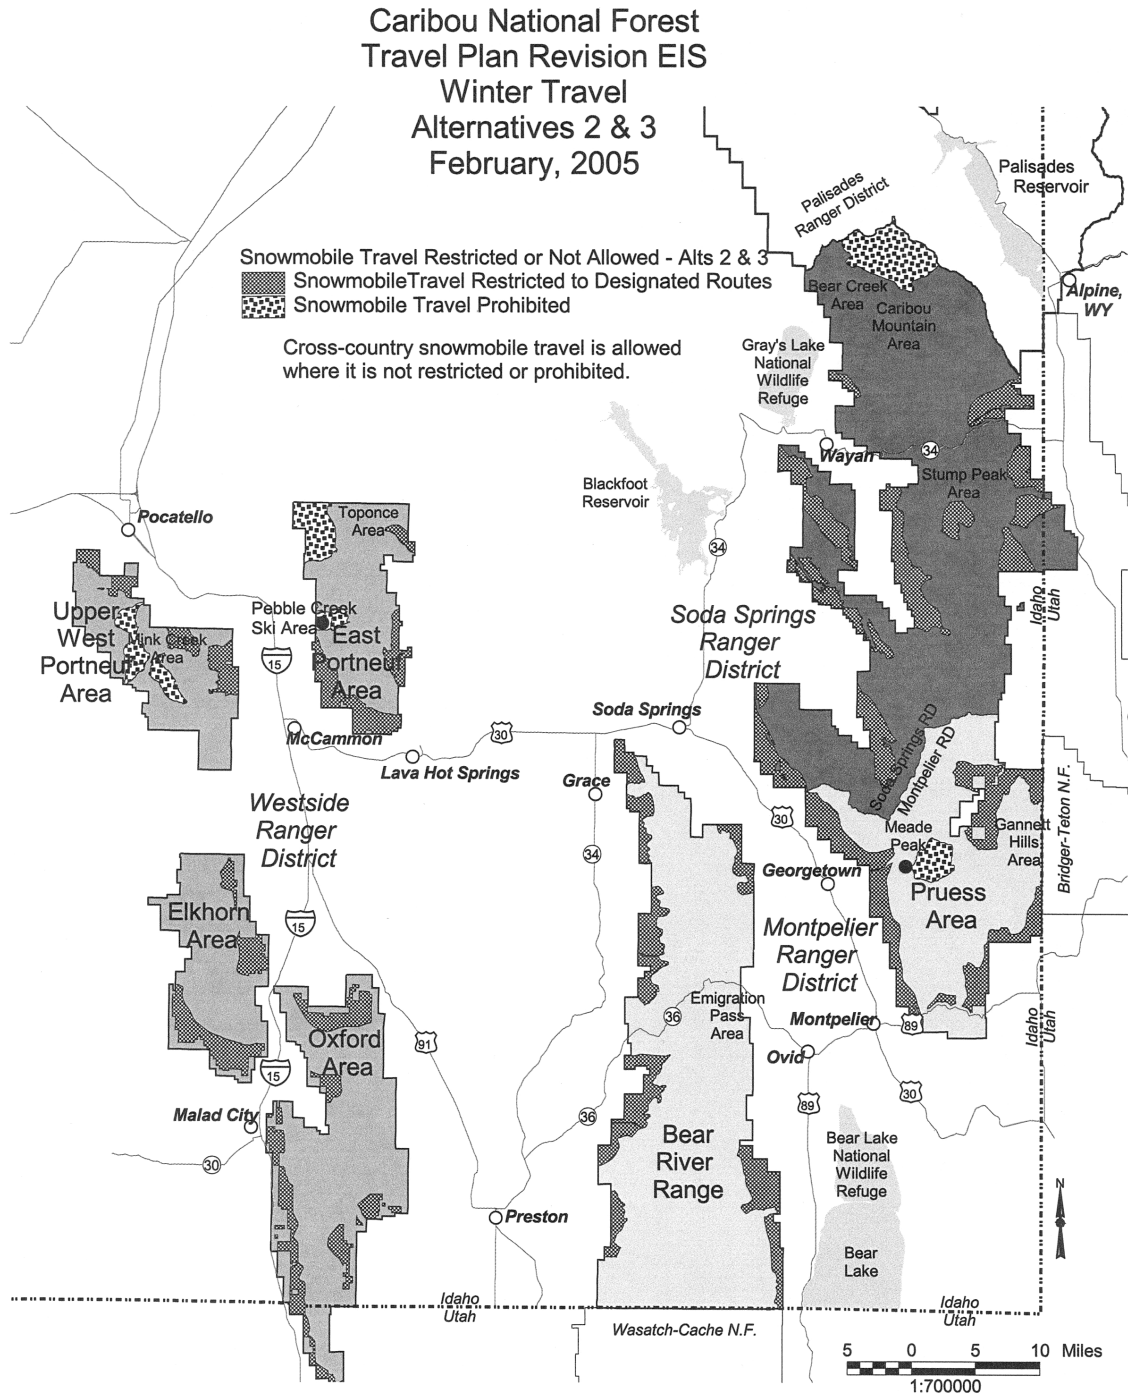 Caribou National Forest
Travel Plan Revision EIS
Winter Travel
Alternatives 2 & 3
February, 2005
Snowmobile Travel Restricted or Not Allowed - Alts 2 & 3
SnowmobileTravel Restricted to Designated Routes
Snowmobile Travel Prohibited
Cross-country snowmobile travel is allowed
where it is not restricted or prohibited.
Palisades
Reservoir
Palisades
Ranger District
Alpine,
WY
Bear Creek
Area
Caribou
Mountain
Area
Gray's Lake
National
Wildlife
Refuge
Wayan
34
Stump Peak
Area
Blackfoot
Reservoir
34
Pocatello
Toponce
Area
Pebble Creek
Ski Area
Upper
West
Portneuf
Area
Mink Creek
Area
East
Portneuf
Area
15
Idaho
Utah
Soda Springs
Ranger
District
Soda Springs
30
McCammon
Lava Hot Springs
Grace
Soda Springs RD
Montpelier RD
Westside
Ranger
District
30
34
Meade
Peak
Gannett
Hills
Area
Bridger-Teton N.F.
Georgetown
Pruess
Area
Elkhorn
Area
15
Montpelier
Ranger
District
Emigration
Pass
Area
36
Montpelier
89
Ovid
Idaho
Utah
Oxford
Area
91
15
Malad City
30
36
89
30
Bear
River
Range
Bear Lake
National
Wildlife
Refuge
N
Preston
Bear
Lake
Idaho
Utah
Idaho
Utah
Wasatch-Cache N.F.
5 0 5 10 Miles
1:700000